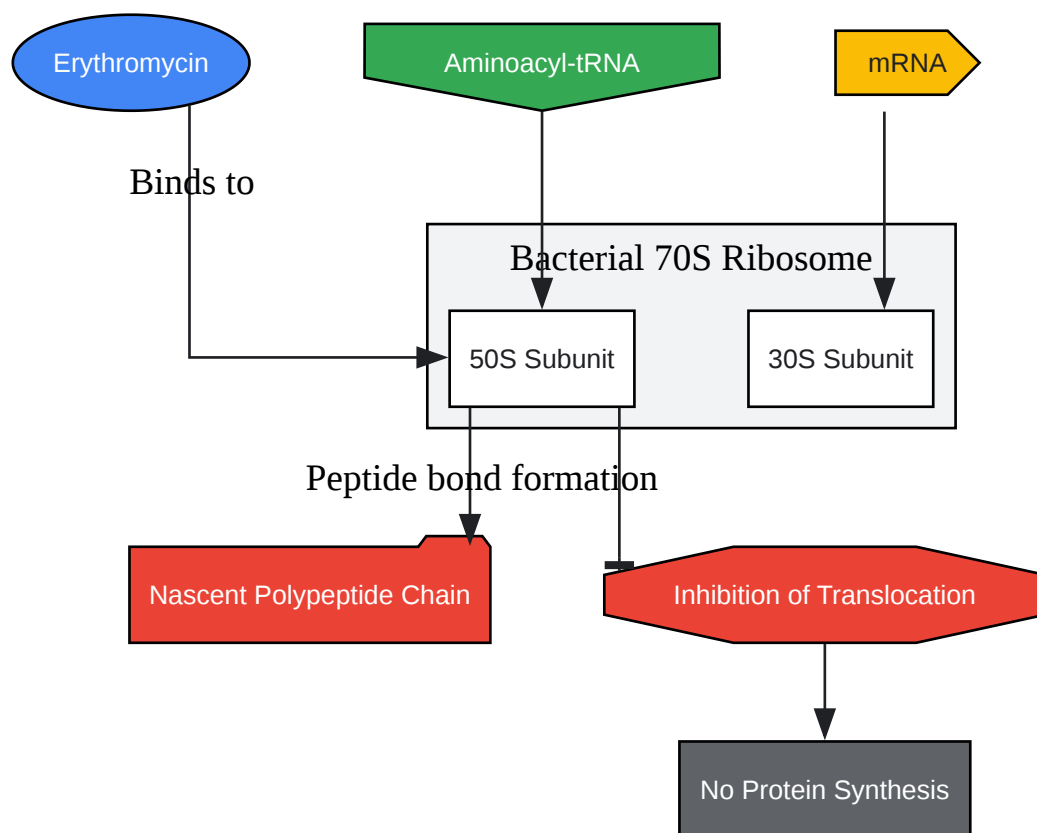 Erythromycin
Aminoacyl-tRNA
mRNA
Binds to
Bacterial 70S Ribosome
50S Subunit
30S Subunit
Peptide bond formation
Nascent Polypeptide Chain
Inhibition of Translocation
No Protein Synthesis